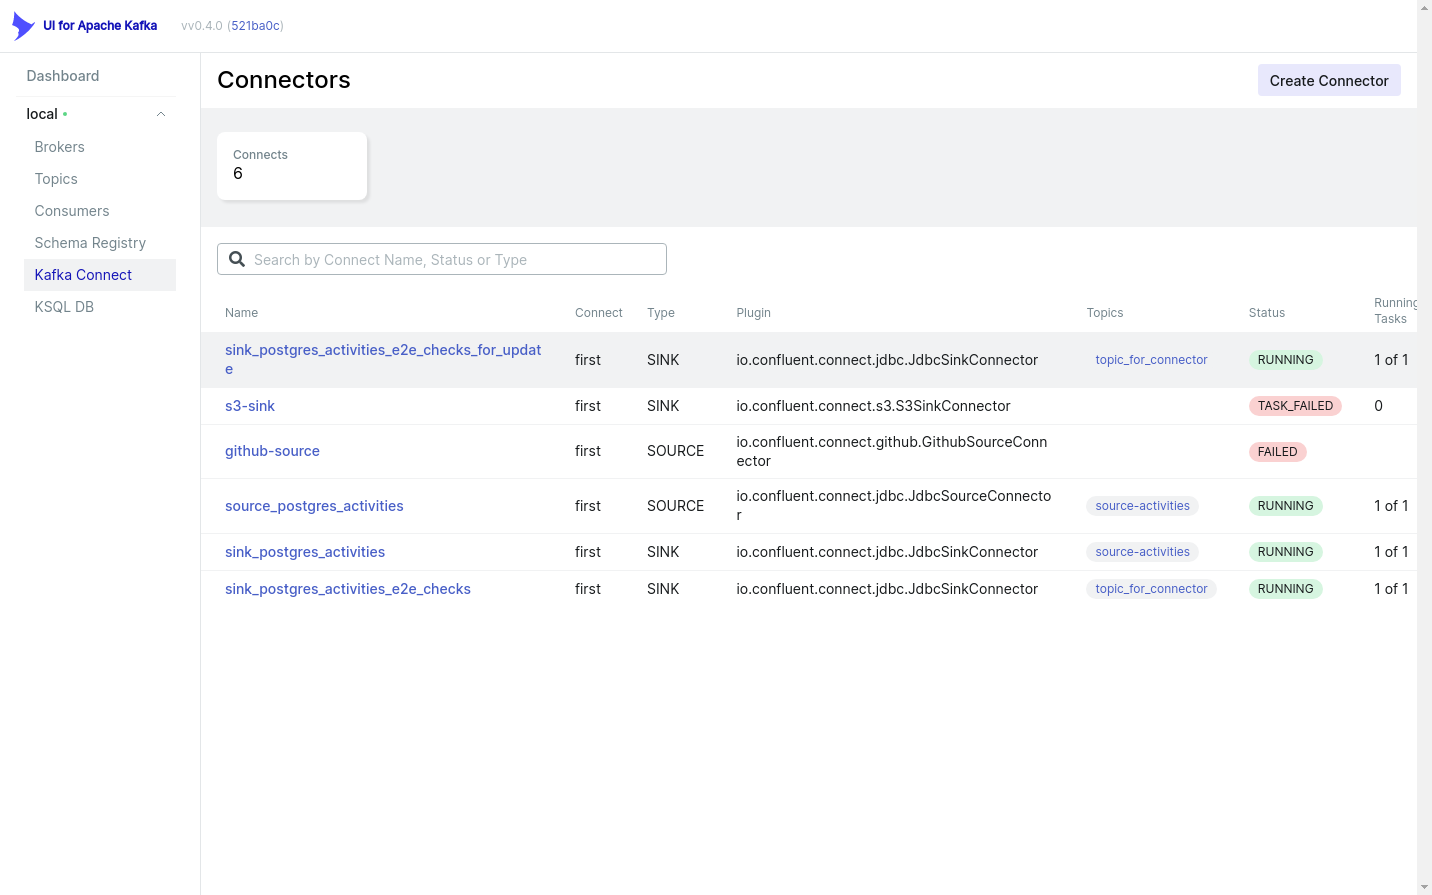 UI for Apache Kafka vv0.4.0 (521ba0c)
Dashboard
local
Brokers
Topics
Consumers
Schema Registry
Kafka Connect
KSQL DB
Connectors
Create Connector
Connects
6
Search by Connect Name, Status or Type
Name Connect Type Plugin Topics Status Running
Tasks
sink_postgres_activities_e2e_checks_for_updat
e
first SINK io.confluent.connect.jdbc.JdbcSinkConnector topic_for_connector RUNNING 1 of 1
s3-sink first SINK io.confluent.connect.s3.S3SinkConnector TASK_FAILED 0
github-source first SOURCE io.confluent.connect.github.GithubSourceConn
ector
FAILED
source_postgres_activities first SOURCE io.confluent.connect.jdbc.JdbcSourceConnecto
r
source-activities RUNNING 1 of 1
sink_postgres_activities first SINK io.confluent.connect.jdbc.JdbcSinkConnector source-activities RUNNING 1 of 1
sink_postgres_activities_e2e_checks first SINK io.confluent.connect.jdbc.JdbcSinkConnector topic_for_connector RUNNING 1 of 1